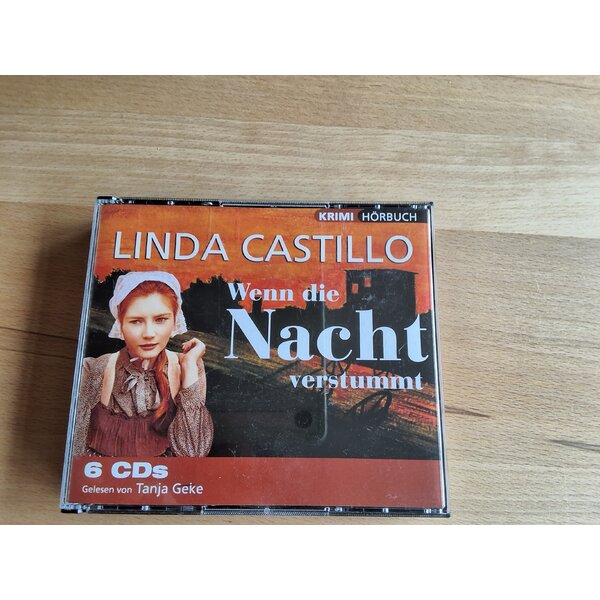 KRIMI HÖRBUCH
LINDA CASTILLO
Wenn die
Nacht
verstummt
6 CDs
Gelesen von Tanja Geke